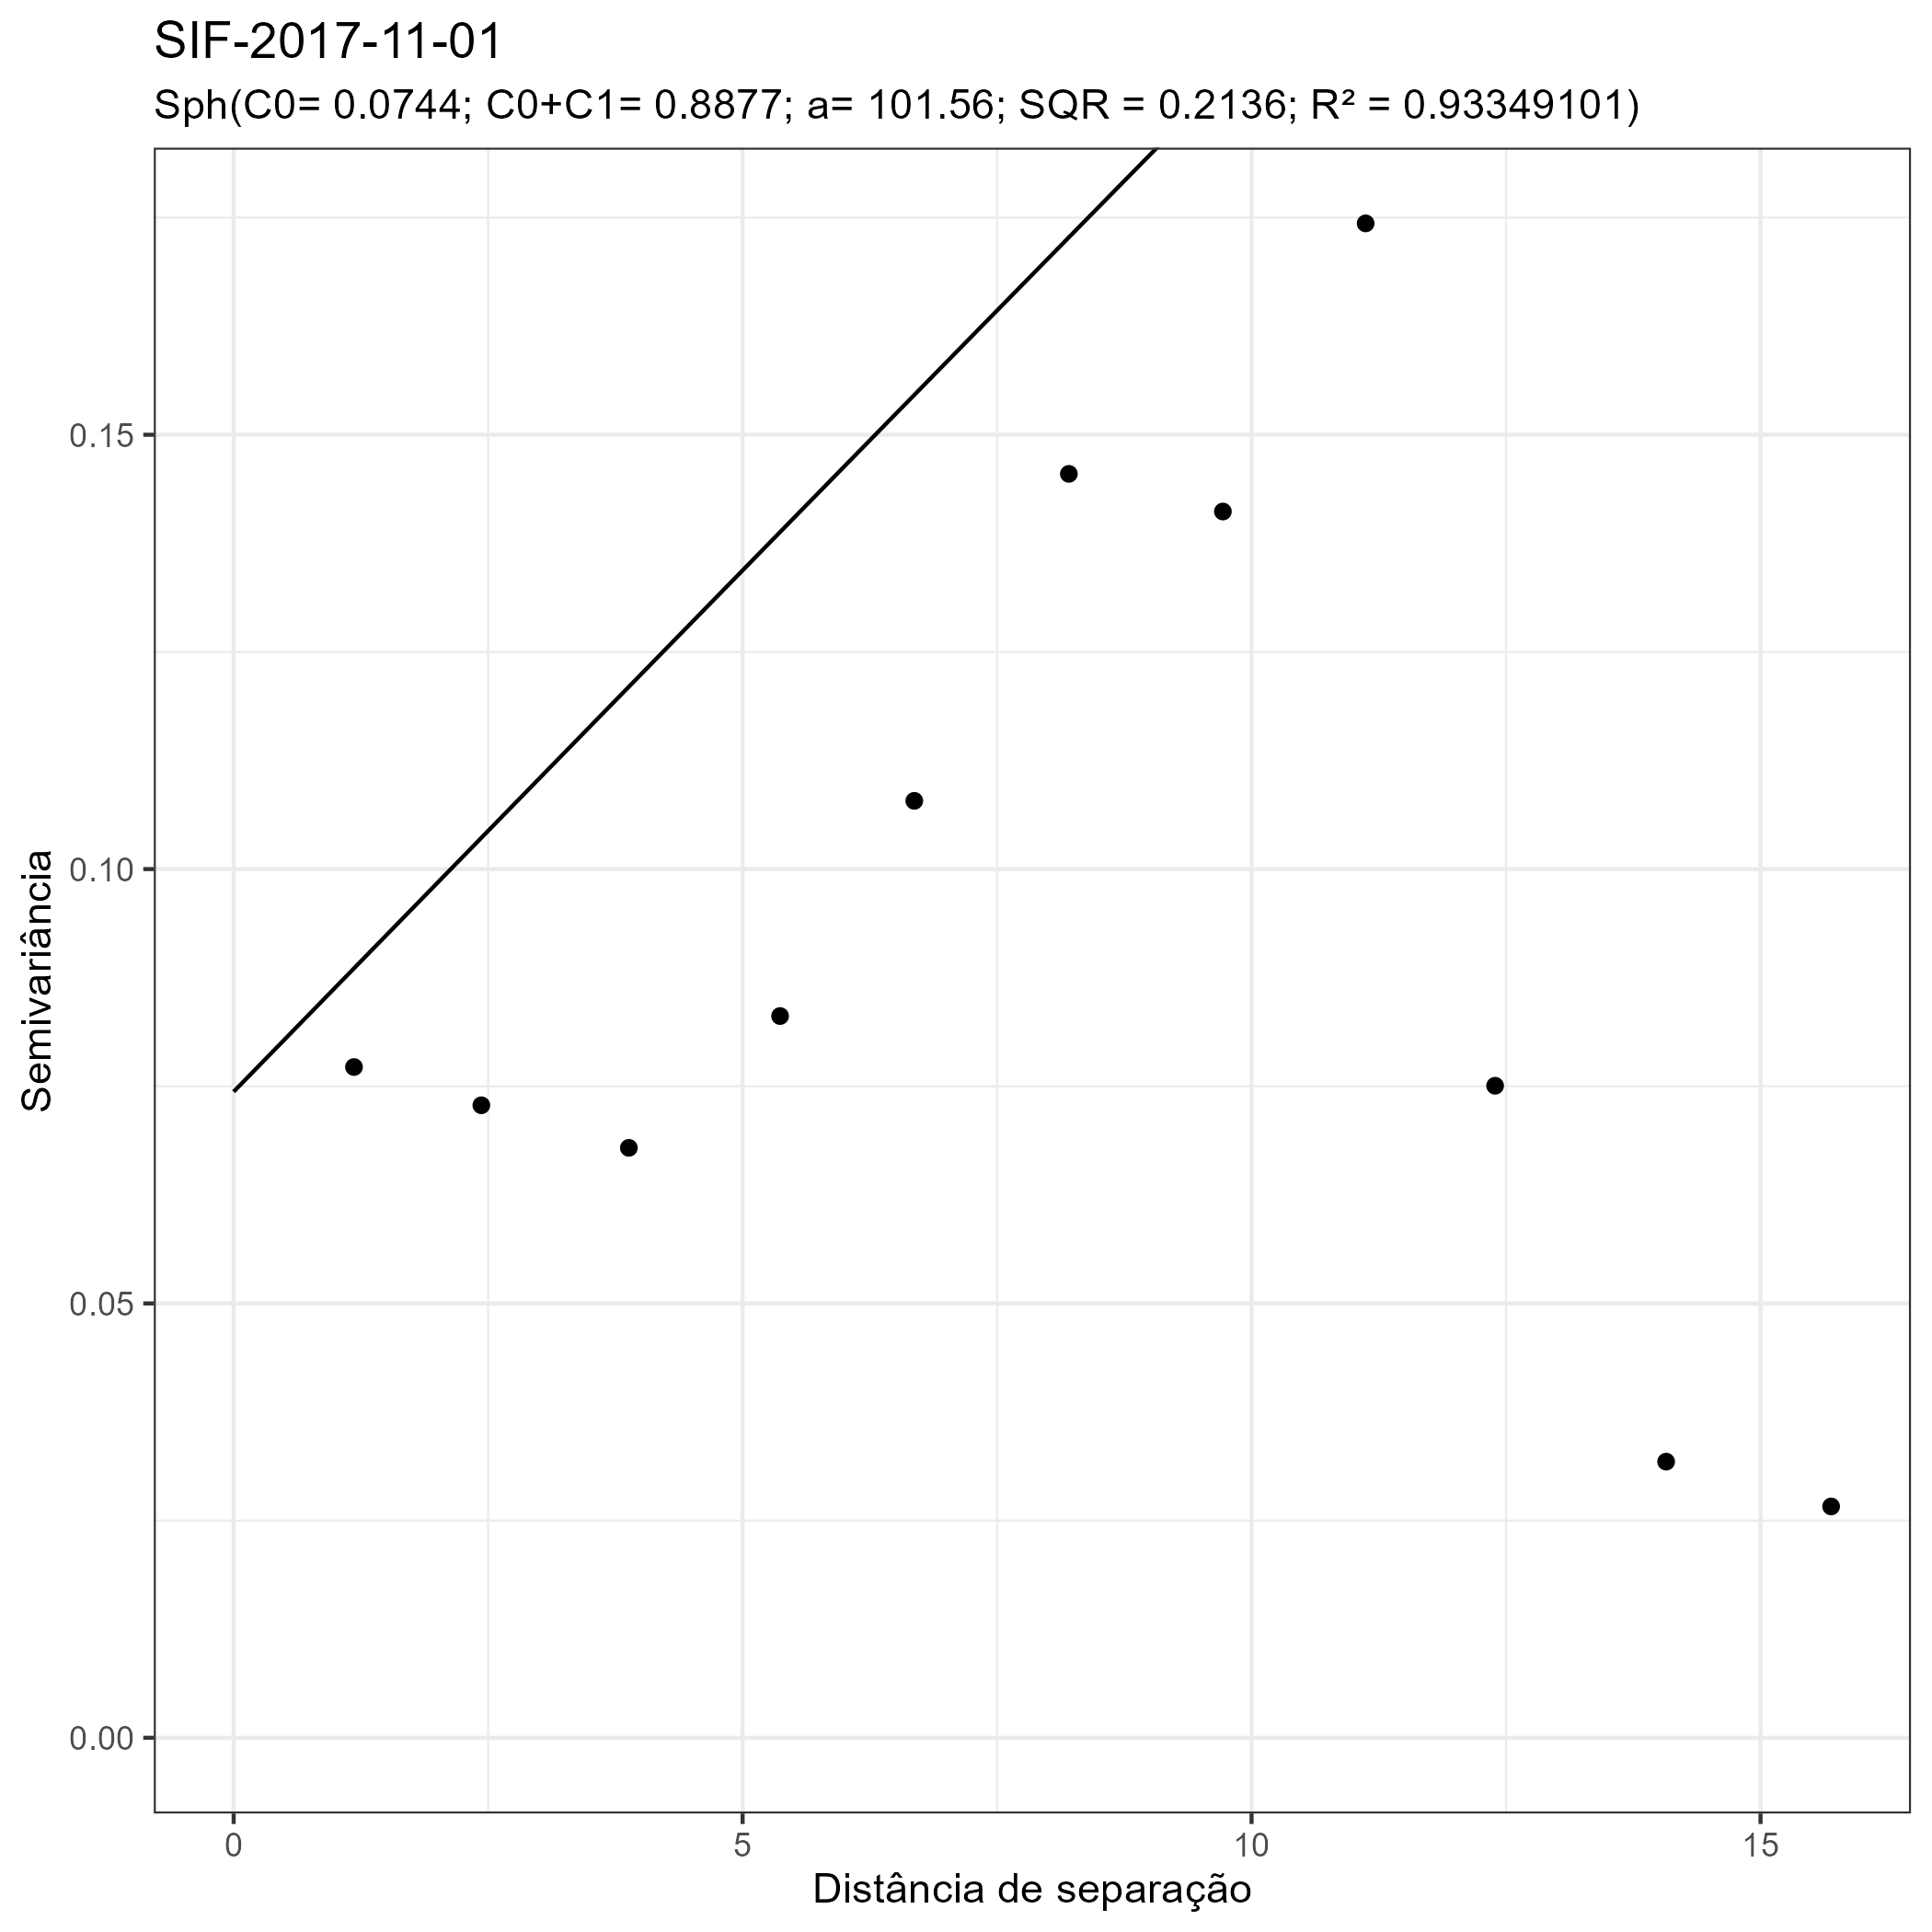 SIF-2017-11-01
Sph(C0= 0.0744; C0+C1= 0.8877; a= 101.56; SQR = 0.2136; R² = 0.93349101)
Semivariância
0.15
0.10
0.05
0.00
0
5
10
15
Distância de separação